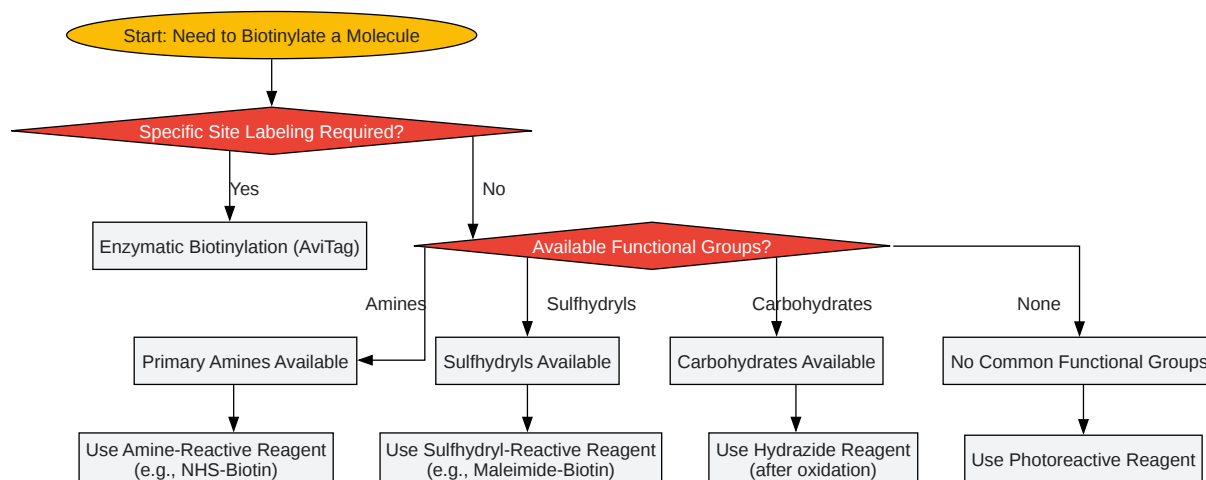 Start: Need to Biotinylate a Molecule
Specific Site Labeling Required?
Yes
No
Enzymatic Biotinylation (AviTag)
Available Functional Groups?
Amines
Sulfhydryls
Carbohydrates
None
Primary Amines Available
Sulfhydryls Available
Carbohydrates Available
No Common Functional Groups
Use Amine-Reactive Reagent
(e.g., NHS-Biotin)
Use Sulfhydryl-Reactive Reagent
(e.g., Maleimide-Biotin)
Use Hydrazide Reagent
(after oxidation)
Use Photoreactive Reagent